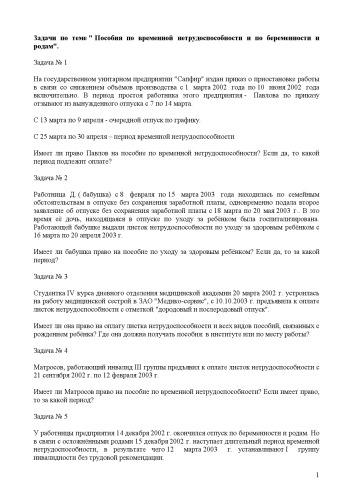 Задачи по теме " Пособия по временной нетрудоспособности и по беременности и
родам".
Задача № 1
На государственном унитарном предприятии "Сапфир" издан приказ о приостановке работы
в связи со снижением объёмов производства с 1 марта 2002 года по 10 июня 2002 года
включительно. В период простоя работника этого предприятия - Павлова по приказу
отзывают из вынужденного отпуска с 7 по 14 марта.
С 13 марта по 9 апреля - очередной отпуск по графику.
С 25 марта по 30 апреля – период временной нетрудоспособности
Имеет ли право Павлов на пособие по временной нетрудоспособности? Если да, то какой
период подлежит оплате?
Задача № 2
Работница Д. ( бабушка) с 8 февраля по 15 марта 2003 года находилась по семейным
обстоятельствам в отпуске без сохранения заработной платы, одновременно подала второе
заявление об отпуске без сохранения заработной платы с 18 марта по 20 мая 2003 г . В это
время её дочь, находящаяся в отпуске по уходу за ребёнком была госпитализирована.
Работающей бабушке выдали листок нетрудоспособности по уходу за здоровым ребёнком с
16 марта по 20 апреля 2003 г.
Имеет ли бабушка право на пособие по уходу за здоровым ребёнком? Если да, то за какой
период?
Задача № 3
Студентка IV курса дневного отделения медицинской академии 20 марта 2002 г. устроилась
на работу медицинской сестрой в ЗАО "Медико-сервис", с 10.10.2003 г. предъявила к оплате
листок нетрудоспособности с отметкой "дородовый и послеродовый отпуск".
Имеет ли она право на оплату листка нетрудоспособности и всех видов пособий, связанных с
рождением ребёнка? Где она должна получать пособия: в институте или по месту работы?
Задача № 4
Матросов, работающий инвалид III группы предъявил к оплате листок нетрудоспособности с
21 сентября 2002 г. по 12 февраля 2003 г.
Имеет ли Матросов право на пособие по временной нетрудоспособности? Если имеет право,
то за какой период?
Задача № 5
У работницы предприятия 14 декабря 2002 г. окончился отпуск по беременности и родам. Но
в связи с осложнёнными родами 15 декабря 2002 г. наступает длительный период временной
нетрудоспособности, в результате чего 12 марта 2003 г. устанавливают I группу
инвалидности без трудовой рекомендации.
1